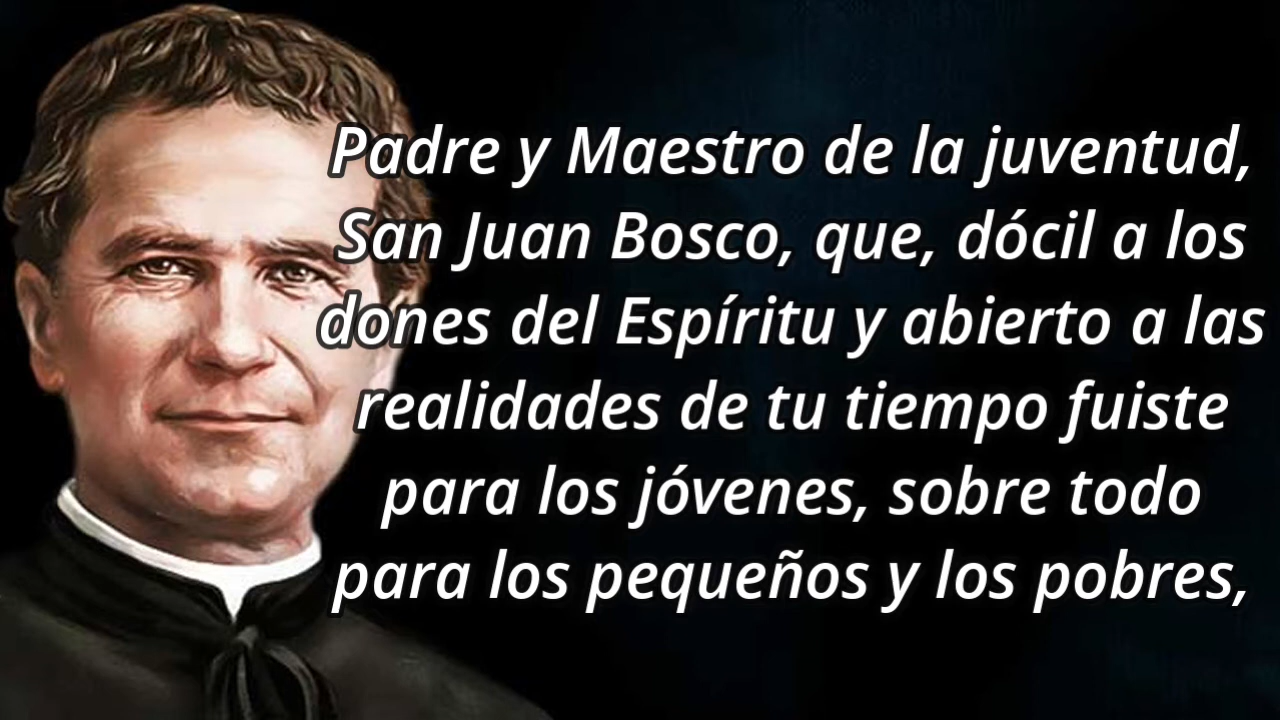 Padre y Maestro de la juventud,
San Juan Bosco, que, dócil a los
dones del Espíritu y abierto a las
realidades de tu tiempo fuiste
para los jóvenes, sobre todo
para los pequeños y los pobres,